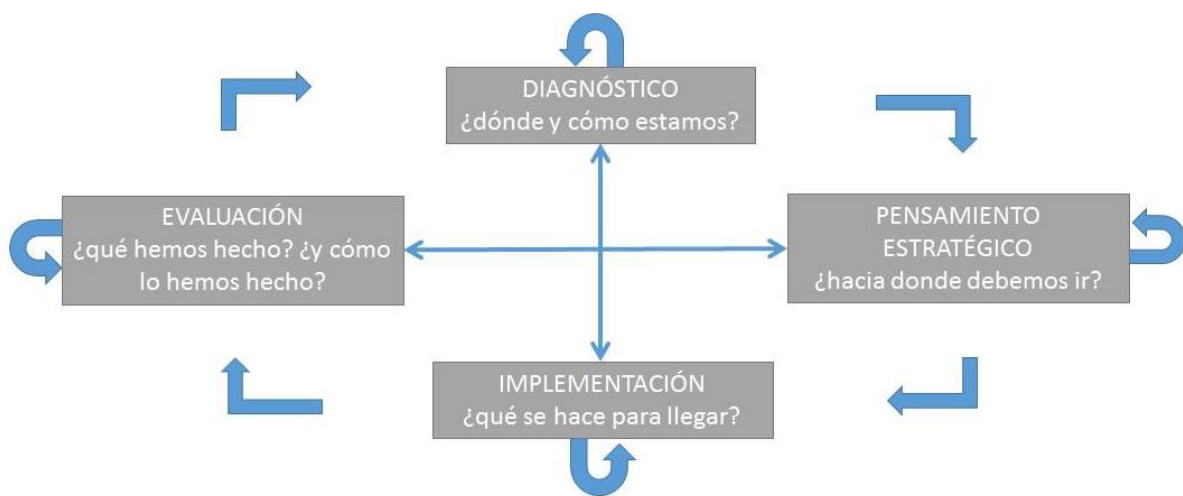 DIAGNÓSTICO
¿dónde y cómo estamos?
EVALUACIÓN
¿qué hemos hecho? ¿y cómo
lo hemos hecho?
PENSAMIENTO
ESTRATÉGICO
¿hacia donde debemos ir?
IMPLEMENTACIÓN
¿qué se hace para llegar?